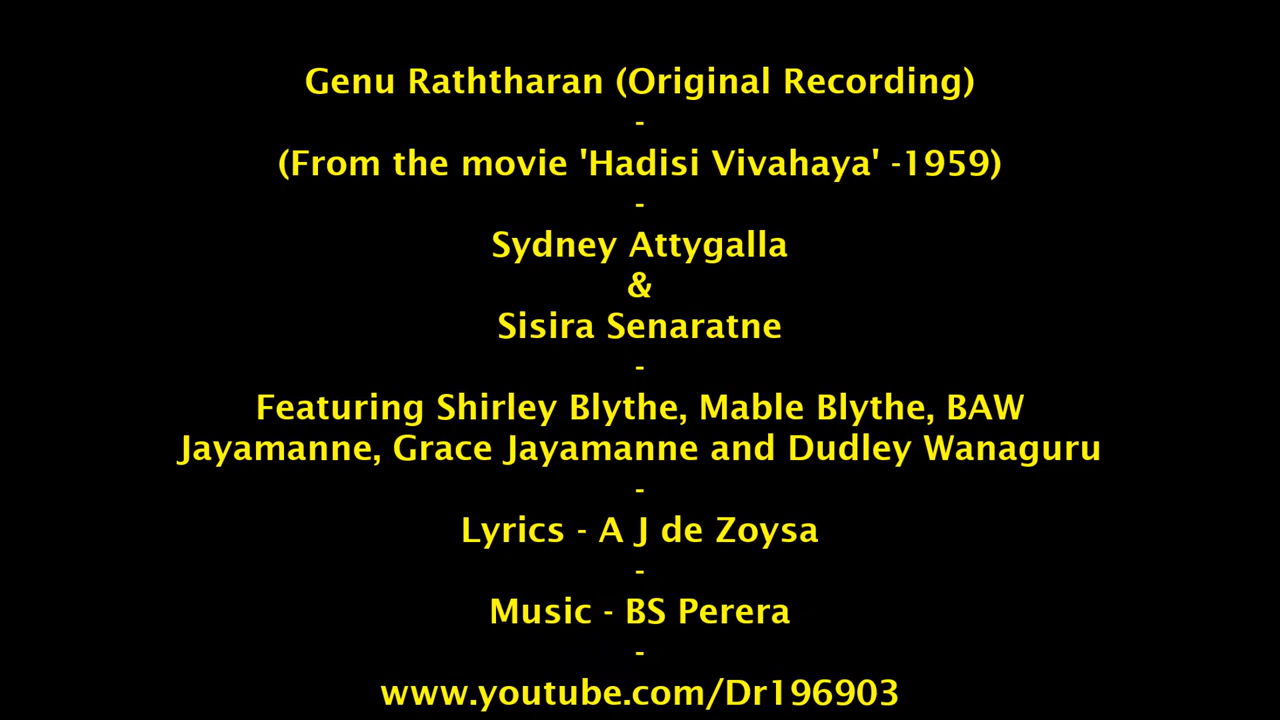 Genu Raththaran (Original Recording)
-
(From the movie 'Hadisi Vivahaya' -1959)
-
Sydney Attygalla
&
Sisira Senaratne
-
Featuring Shirley Blythe, Mable Blythe, BAW
Jayamanne, Grace Jayamanne and Dudley Wanaguru
-
Lyrics - A J de Zoysa
-
Music - BS Perera
-
www.youtube.com/Dr196903